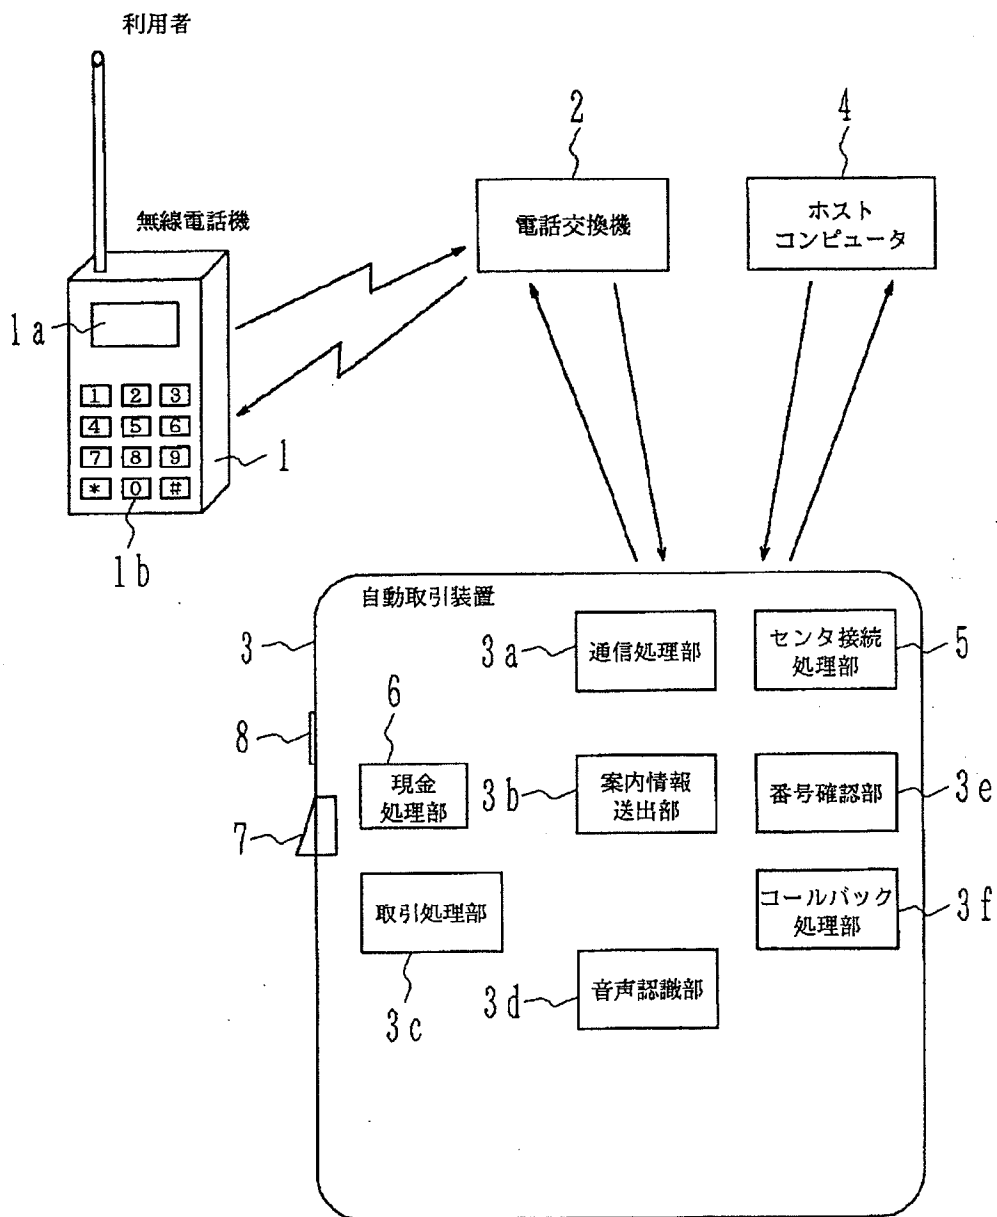 利用者
2
4
無線電話機
電話交換機
ホスト
コンピュータ
1a
1 2 3
4 5 6
7 8 9
* 0 #
1
1b
自動取引装置
3
3a
通信処理部
センタ接続
処理部
5
6
8
現金
処理部
3b
案内情報
送出部
番号確認部
3e
7
取引処理部
コールバック
処理部
3f
3c
3d
音声認識部